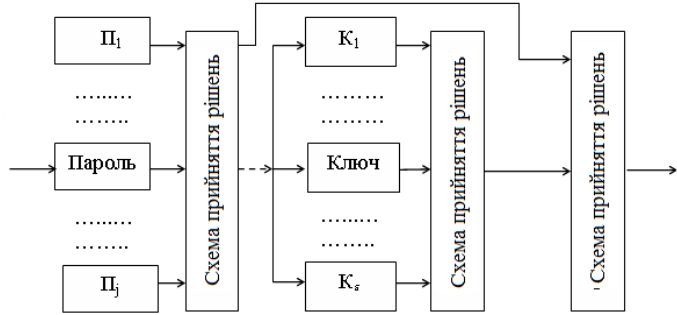 П1
………
……..
Пароль
………
……..
Пj
Схема прийняття рішень
К1
………
………
Ключ
………
……..
Кs
Схема прийняття рішень
Схема прийняття рішень